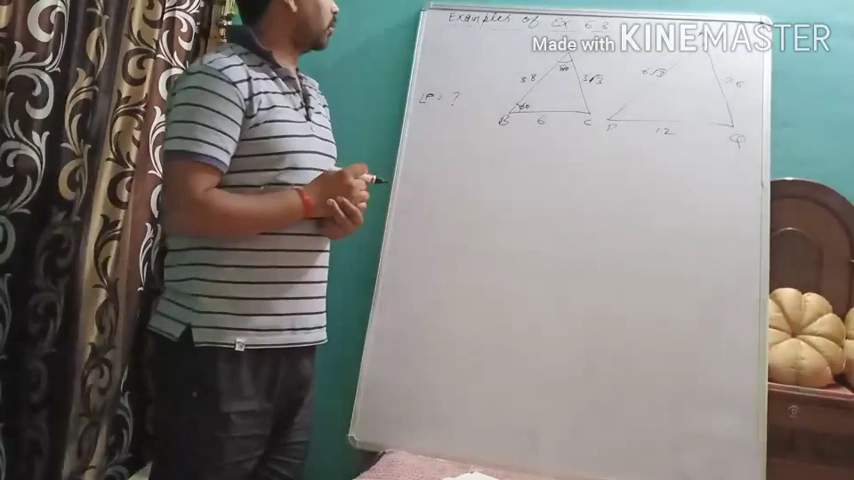 Examples of Ex 6.3
Made with KINEMASTER
80
3.8
3√3
6√3
7.6
∠P = ?
60
B
6
C
P
12
Q